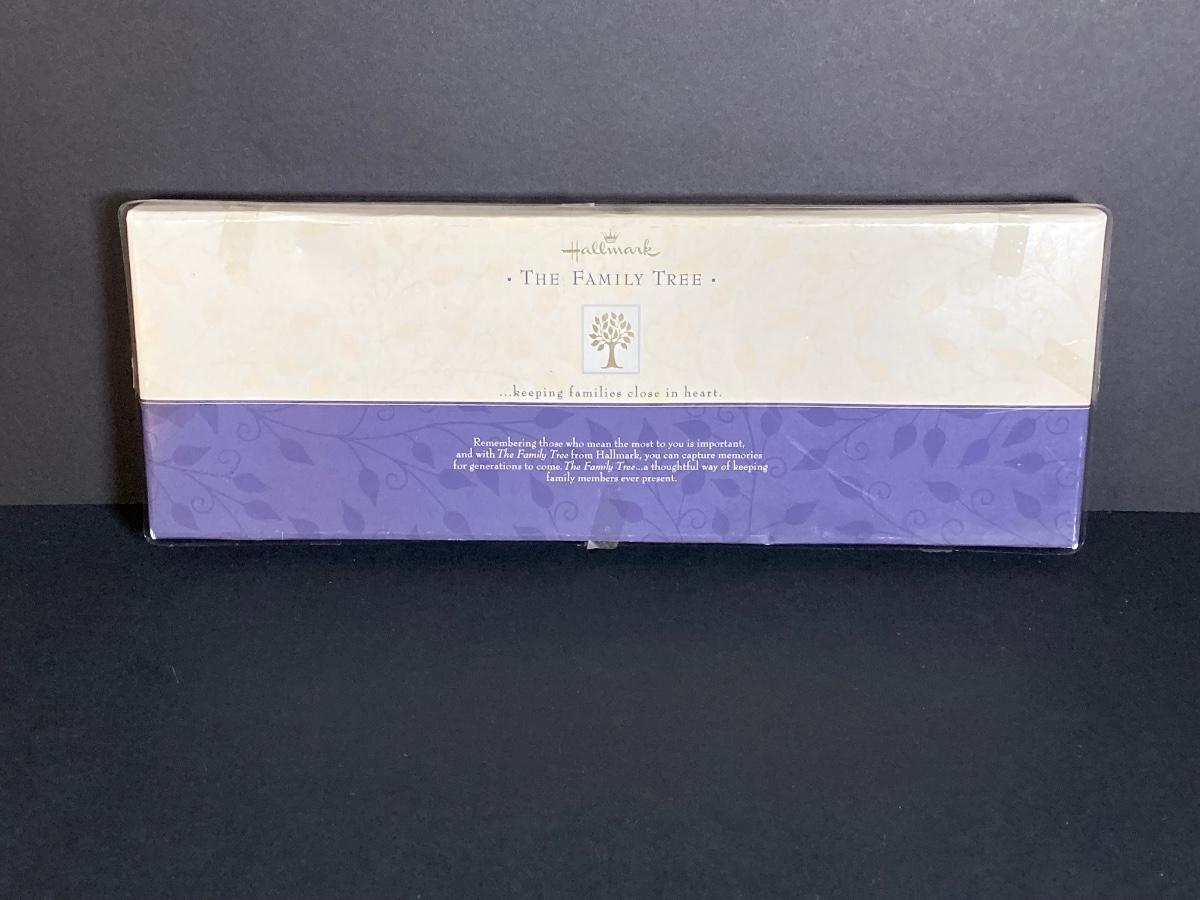 Hallmark
· THE FAMILY TREE ·
...keeping families close in heart.
Remembering those who mean the most to you is important,
and with The Family Tree from Hallmark, you can capture memories
for generations to come. The Family Tree...a thoughtful way of keeping
family members ever present.